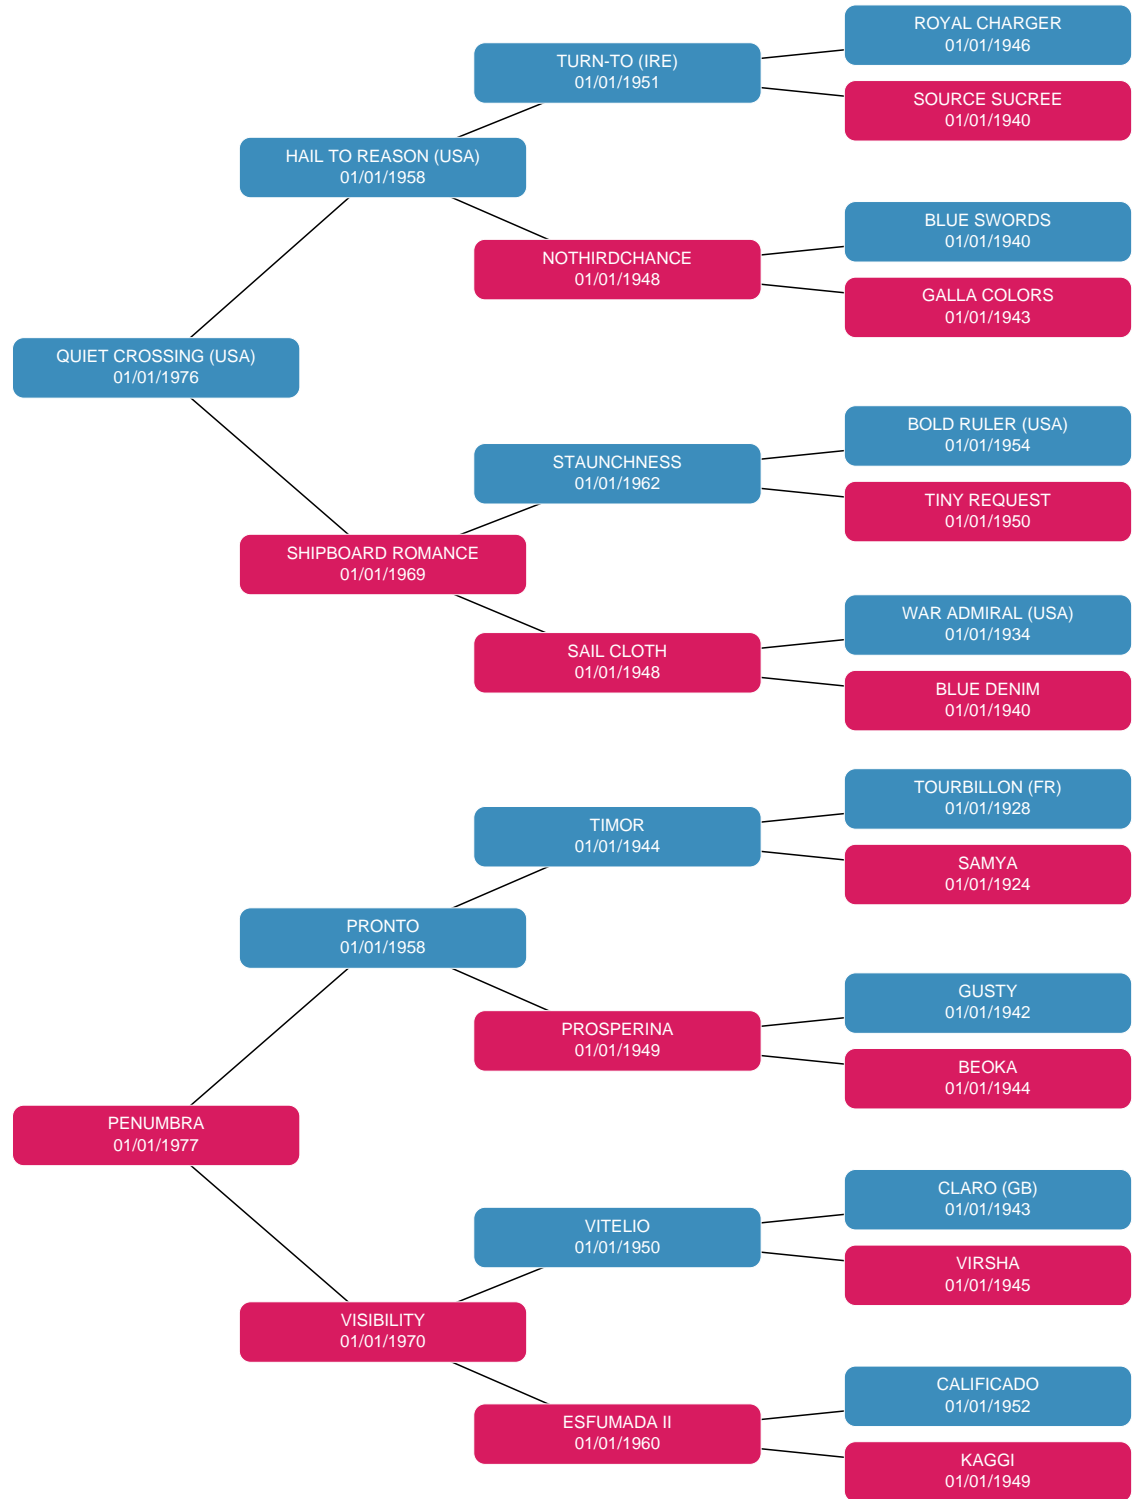 ROYAL CHARGER
01/01/1946
TURN-TO (IRE)
01/01/1951
SOURCE SUCREE
01/01/1940
HAIL TO REASON (USA)
01/01/1958
BLUE SWORDS
01/01/1940
NOTHIRDCHANCE
01/01/1948
GALLA COLORS
01/01/1943
QUIET CROSSING (USA)
01/01/1976
BOLD RULER (USA)
01/01/1954
STAUNCHNESS
01/01/1962
TINY REQUEST
01/01/1950
SHIPBOARD ROMANCE
01/01/1969
WAR ADMIRAL (USA)
01/01/1934
SAIL CLOTH
01/01/1948
BLUE DENIM
01/01/1940
TOURBILLON (FR)
01/01/1928
TIMOR
01/01/1944
SAMYA
01/01/1924
PRONTO
01/01/1958
GUSTY
01/01/1942
PROSPERINA
01/01/1949
BEOKA
01/01/1944
PENUMBRA
01/01/1977
CLARO (GB)
01/01/1943
VITELIO
01/01/1950
VIRSHA
01/01/1945
VISIBILITY
01/01/1970
CALIFICADO
01/01/1952
ESFUMADA II
01/01/1960
KAGGI
01/01/1949